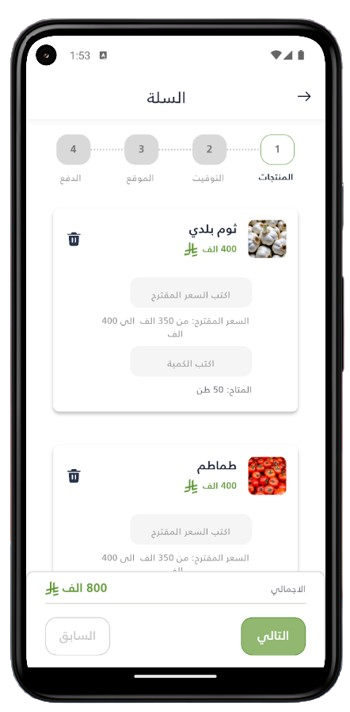 1:53
السلة
1
2
3
4
المنتجات
التوقيت
الموقع
الدفع
ثوم بلدي
400 الف
اكتب السعر المقترح
السعر المقترح: من 350 الف الى 400
الف
اكتب الكمية
المتاح: 50 طن
طماطم
400 الف
اكتب السعر المقترح
السعر المقترح: من 350 الف الى 400
الاجمالي
800 الف
التالي
السابق